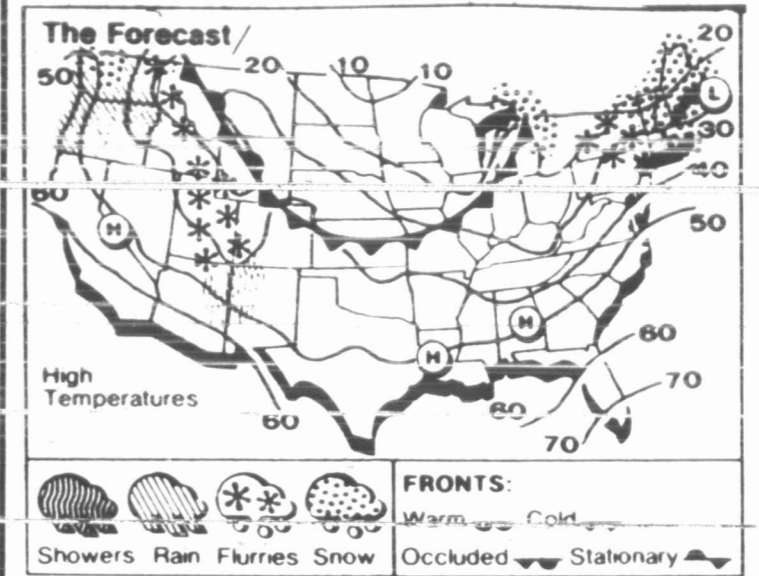 The Forecast
20
50
20
10
10
L
30
40
60
50
H
H
H
60
70
High
Temperatures
60
60
70
FRONTS:
Warm Cold
Showers Rain Flurries Snow
Occluded Stationary